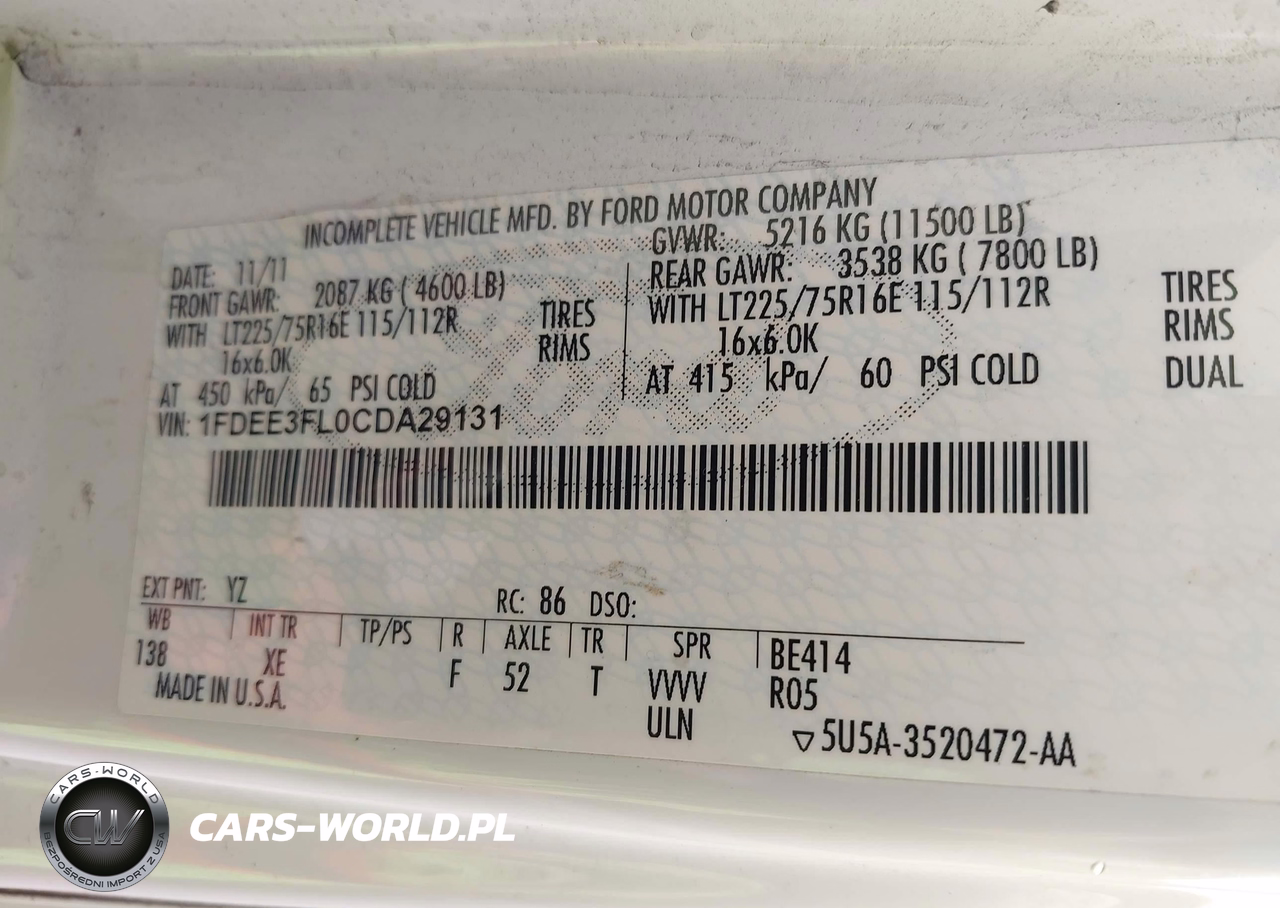 INCOMPLETE VEHICLE MFD. BY FORD MOTOR COMPANY
DATE: 11/11
GVWR: 5216 KG (11500 LB)
FRONT GAWR: 2087 KG ( 4600 LB)
REAR GAWR: 3538 KG ( 7800 LB)
WITH LT225/75R16E 115/112R TIRES
WITH LT225/75R16E 115/112R TIRES
16x6.0K RIMS
16x6.0K RIMS
AT 450 kPa/ 65 PSI COLD
AT 415 kPa/ 60 PSI COLD DUAL
VIN: 1FDEE3FL0CDA29131
EXT PNT: YZ RC: 86 DSO:
WB INT TR TP/PS R AXLE TR SPR BE414
138 XE F 52 T VVVV R05
MADE IN U.S.A. ULN ▽5U5A-3520472-AA
CARS-WORLD
CW
BEZPOŚREDNI IMPORT Z USA
CARS-WORLD.PL